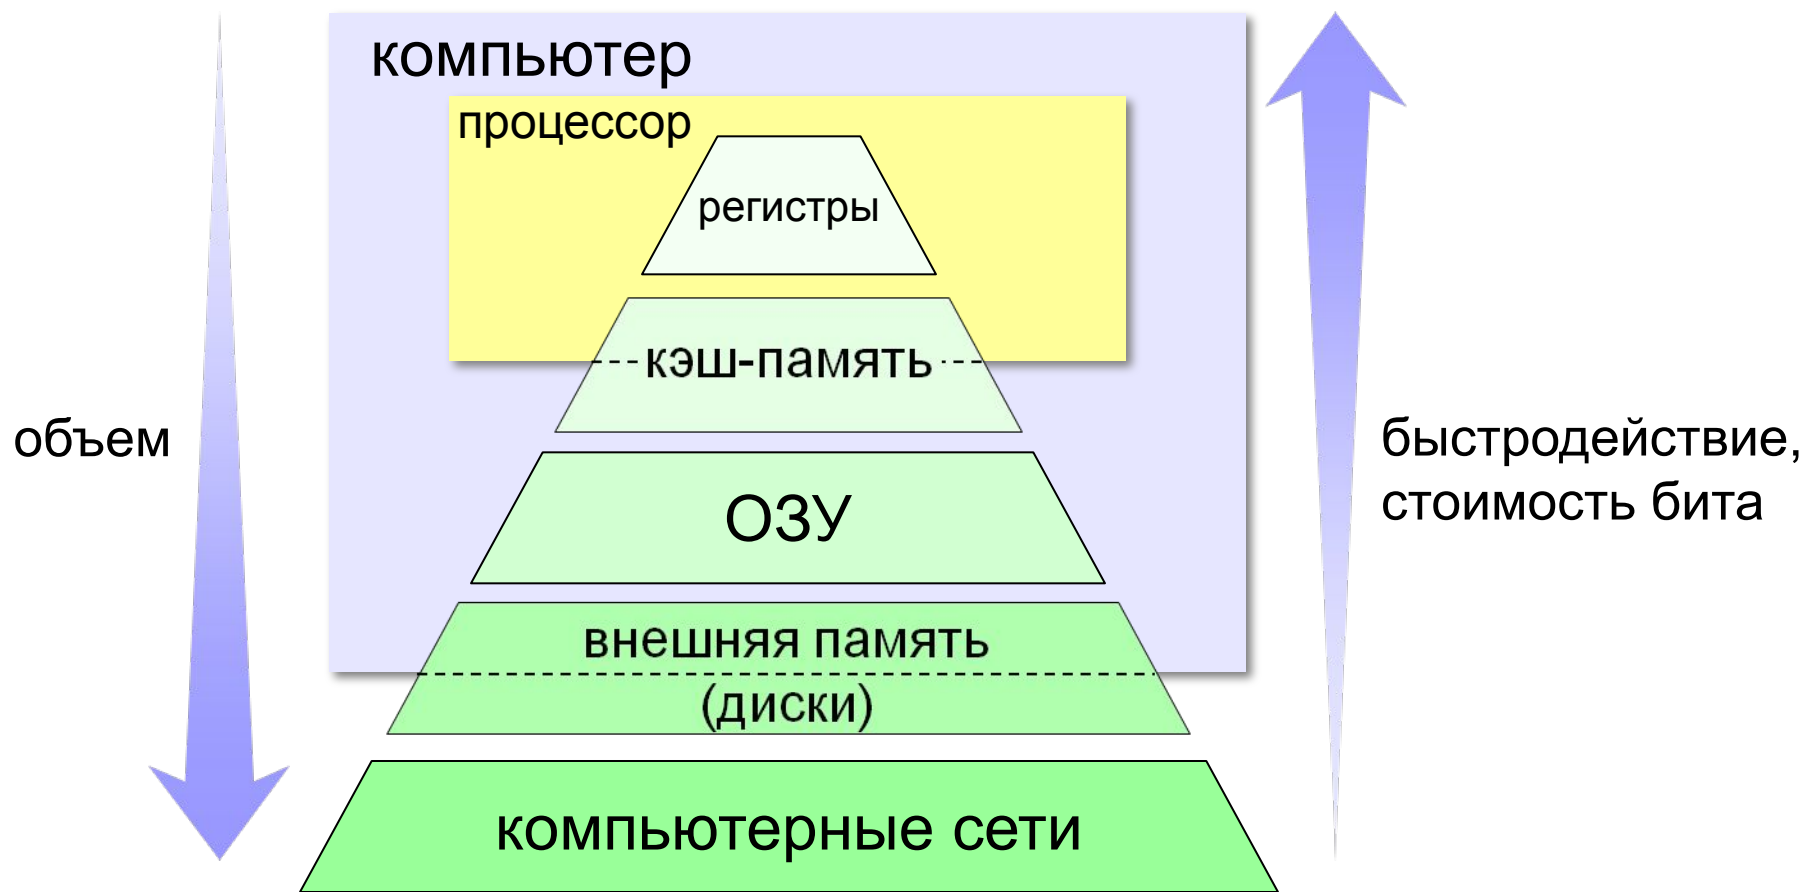 компьютер
процессор
регистры
кэш-память
объем
быстродействие,
стоимость бита
ОЗУ
внешняя память
(диски)
компьютерные сети